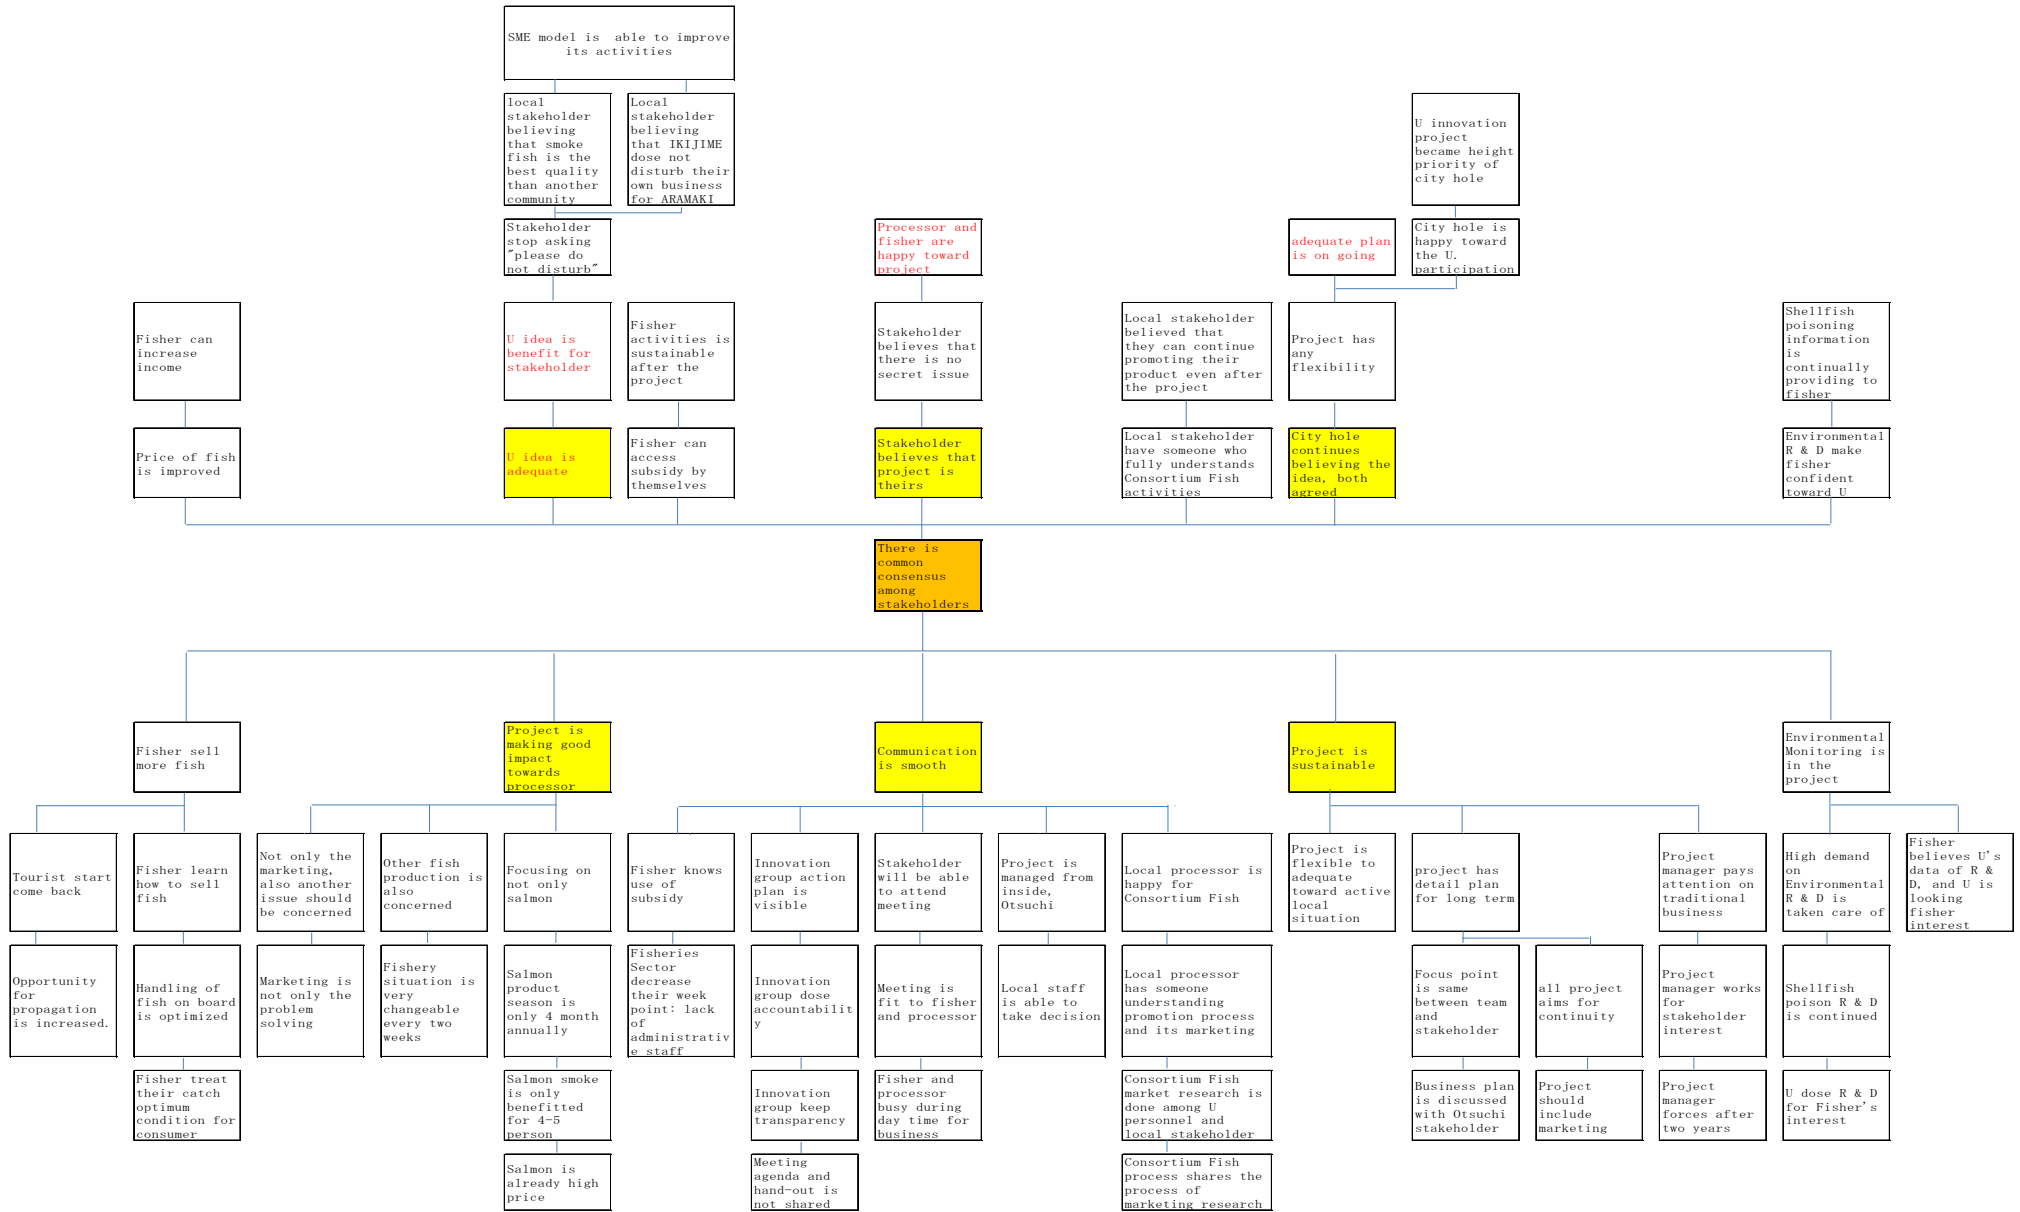 SME model is  able to improve
its activities
local
stakeholder
believing
that smoke
fish is the
best quality
than another
community
Local
stakeholder
believing
that IKIJIME
dose not
disturb their
own business
for ARAMAKI
U innovation
project
became height
priority of
city hole
Stakeholder
stop asking
"please do
not disturb"
Processor and
fisher are
happy toward
project
adequate plan
is on going
City hole is
happy toward
the U.
participation
Fisher can
increase
income
U idea is
benefit for
stakeholder
Fisher
activities is
sustainable
after the
project
Stakeholder
believes that
there is no
secret issue
Local stakeholder
believed that
they can continue
promoting their
product even after
the project
Project has
any
flexibility
Shellfish
poisoning
information
is
continually
providing to
fisher
Price of fish
is improved
U idea is
adequate
Fisher can
access
subsidy by
themselves
Stakeholder
believes that
project is
theirs
Local stakeholder
have someone who
fully understands
Consortium Fish
activities
City hole
continues
believing the
idea, both
agreed
Environmental
R & D make
fisher
confident
toward U
There is
common
consensus
among
stakeholders
Fisher sell
more fish
Project is
making good
impact
towards
processor
Communication
is smooth
Project is
sustainable
Environmental
Monitoring is
in the
project
Tourist start
come back
Fisher learn
how to sell
fish
Not only the
marketing,
also another
issue should
be concerned
Other fish
production is
also
concerned
Focusing on
not only
salmon
Fisher knows
use of
subsidy
Innovation
group action
plan is
visible
Stakeholder
will be able
to attend
meeting
Project is
managed from
inside,
Otsuchi
Local processor is
happy for
Consortium Fish
Project is
flexible to
adequate
toward active
local
situation
project has
detail plan
for long term
Project
manager pays
attention on
traditional
business
High demand
on
Environmental
R & D is
taken care of
Fisher
believes U's
data of R &
D, and U is
looking
fisher
interest
Opportunity
for
propagation
is increased.
Handling of
fish on board
is optimized
Marketing is
not only the
problem
solving
Fishery
situation is
very
changeable
every two
weeks
Salmon
product
season is
only 4 month
annually
Fisheries
Sector
decrease
their week
point: lack
of
administrativ
e staff
Innovation
group dose
accountabilit
y
Meeting is
fit to fisher
and processor
Local staff
is able to
take decision
Local processor
has someone
understanding
promotion process
and its marketing
Focus point
is same
between team
and
stakeholder
all project
aims for
continuity
Project
manager works
for
stakeholder
interest
Shellfish
poison R & D
is continued
Fisher treat
their catch
optimum
condition for
consumer
Salmon smoke
is only
benefitted
for 4-5
person
Innovation
group keep
transparency
Fisher and
processor
busy during
day time for
business
Consortium Fish
market research is
done among U
personnel and
local stakeholder
Business plan
is discussed
with Otsuchi
stakeholder
Project
should
include
marketing
Project
manager
forces after
two years
U dose R & D
for Fisher's
interest
Salmon is
already high
price
Meeting
agenda and
hand-out is
not shared
Consortium Fish
process shares the
process of
marketing research